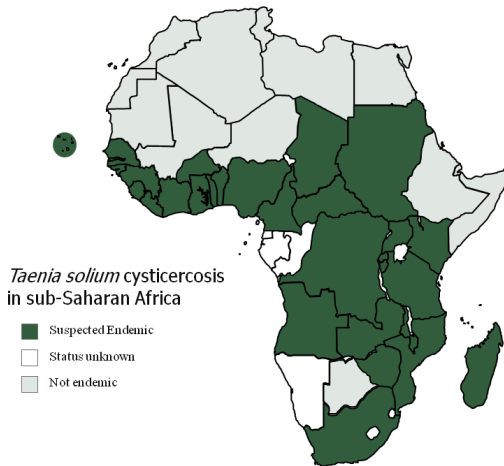 Taenia solium cysticercosis
in sub-Saharan Africa
Suspected Endemic
Status unknown
Not endemic